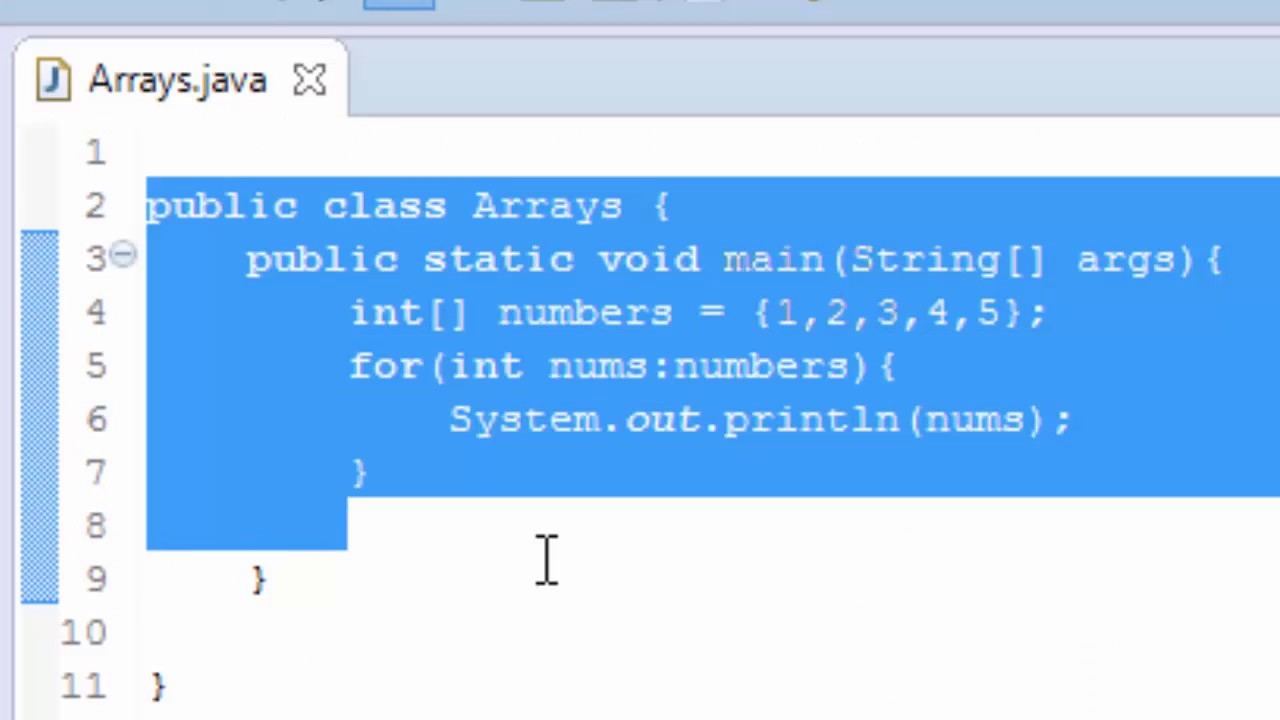 Arrays.java
1
2 public class Arrays {
3 public static void main(String[] args){
4 int[] numbers = {1,2,3,4,5};
5 for(int nums:numbers){
6 System.out.println(nums);
7 }
8
9 }
10
11 }